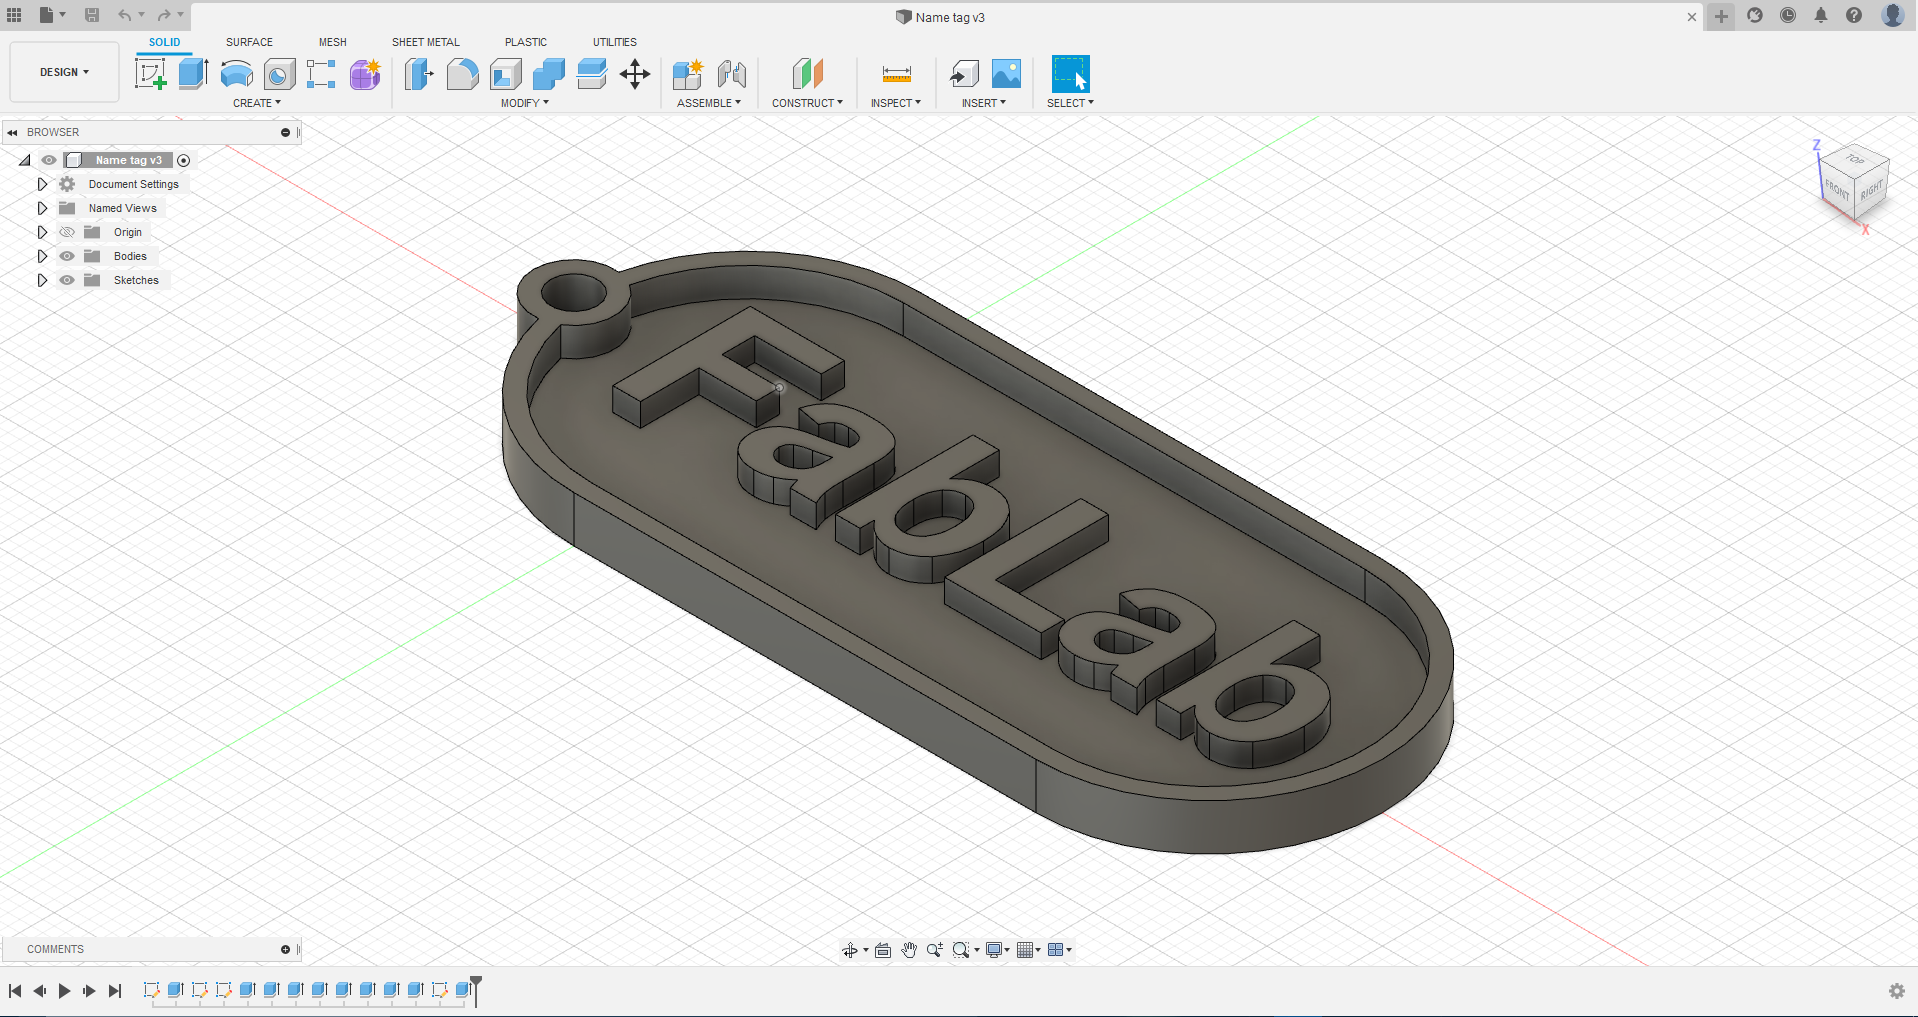 Name tag v3
SOLID SURFACE MESH SHEET METAL PLASTIC UTILITIES
DESIGN
CREATE MODIFY ASSEMBLE CONSTRUCT INSPECT INSERT SELECT
BROWSER
Name tag v3
Document Settings
Named Views
Origin
Bodies
Sketches
Z
TOP
FRONT
RIGHT
X
FabLab
COMMENTS